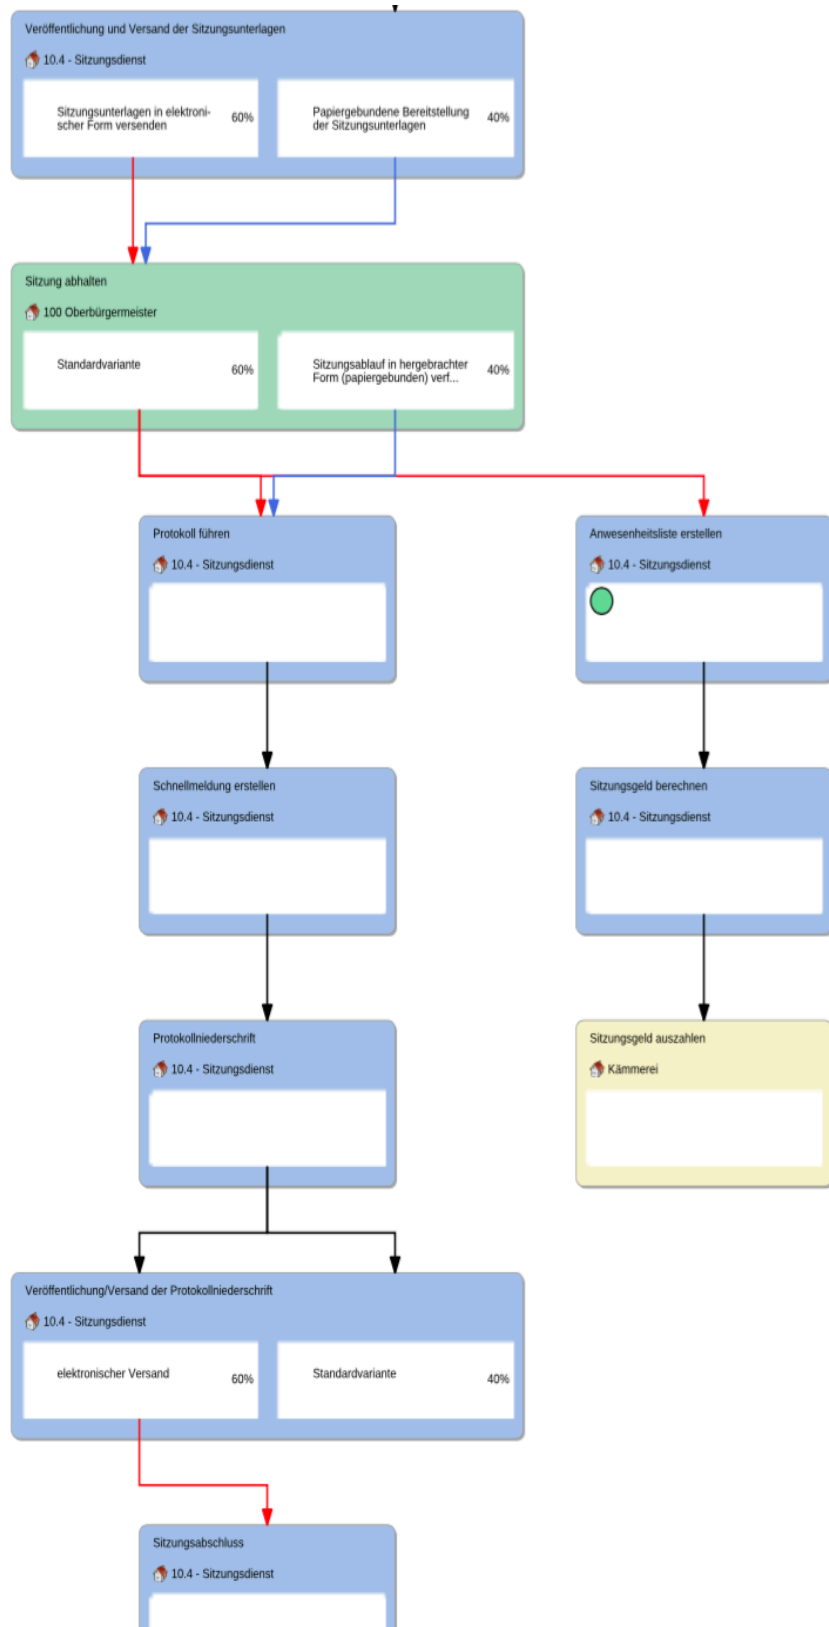 Veröffentlichung und Versand der Sitzungsunterlagen
10.4 - Sitzungsdienst
Sitzungsunterlagen in elektroni-
scher Form versenden
60%
Papiergebundene Bereitstellung
der Sitzungsunterlagen
40%
Sitzung abhalten
100 Oberbürgermeister
Standardvariante
60%
Sitzungsablauf in hergebrachter
Form (papiergebunden) verf...
40%
Protokoll führen
10.4 - Sitzungsdienst
Anwesenheitsliste erstellen
10.4 - Sitzungsdienst
Schnellmeldung erstellen
10.4 - Sitzungsdienst
Sitzungsgeld berechnen
10.4 - Sitzungsdienst
Protokollniederschrift
10.4 - Sitzungsdienst
Sitzungsgeld auszahlen
Kämmerei
Veröffentlichung/Versand der Protokollniederschrift
10.4 - Sitzungsdienst
elektronischer Versand
60%
Standardvariante
40%
Sitzungsabschluss
10.4 - Sitzungsdienst